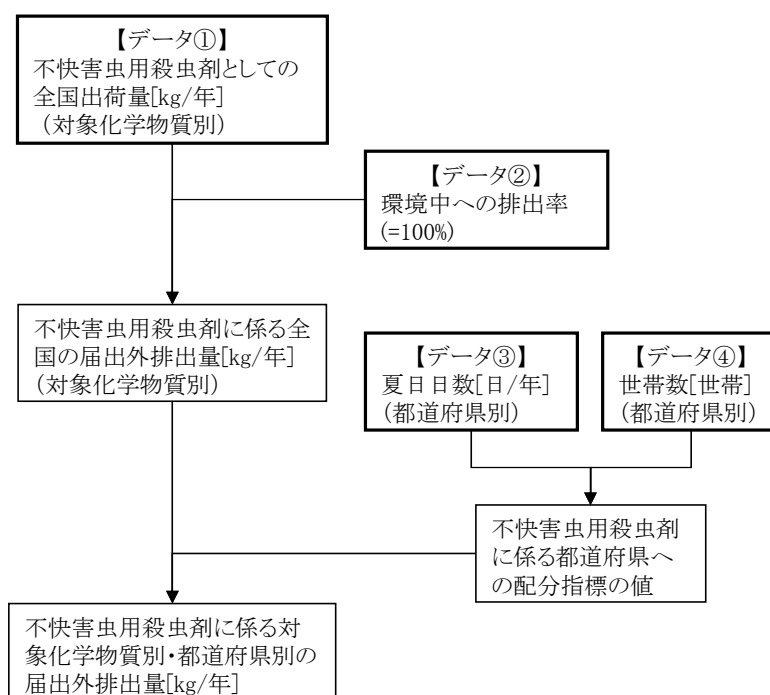 【データ①】
不快害虫用殺虫剤としての
全国出荷量[kg/年]
(対象化学物質別)
【データ②】
環境中への排出率
(=100%)
不快害虫用殺虫剤に係る全
国の届出外排出量[kg/年]
(対象化学物質別)
【データ③】
夏日日数[日/年]
(都道府県別)
【データ④】
世帯数[世帯]
(都道府県別)
不快害虫用殺虫剤
に係る都道府県へ
の配分指標の値
不快害虫用殺虫剤に係る対
象化学物質別・都道府県別の
届出外排出量[kg/年]